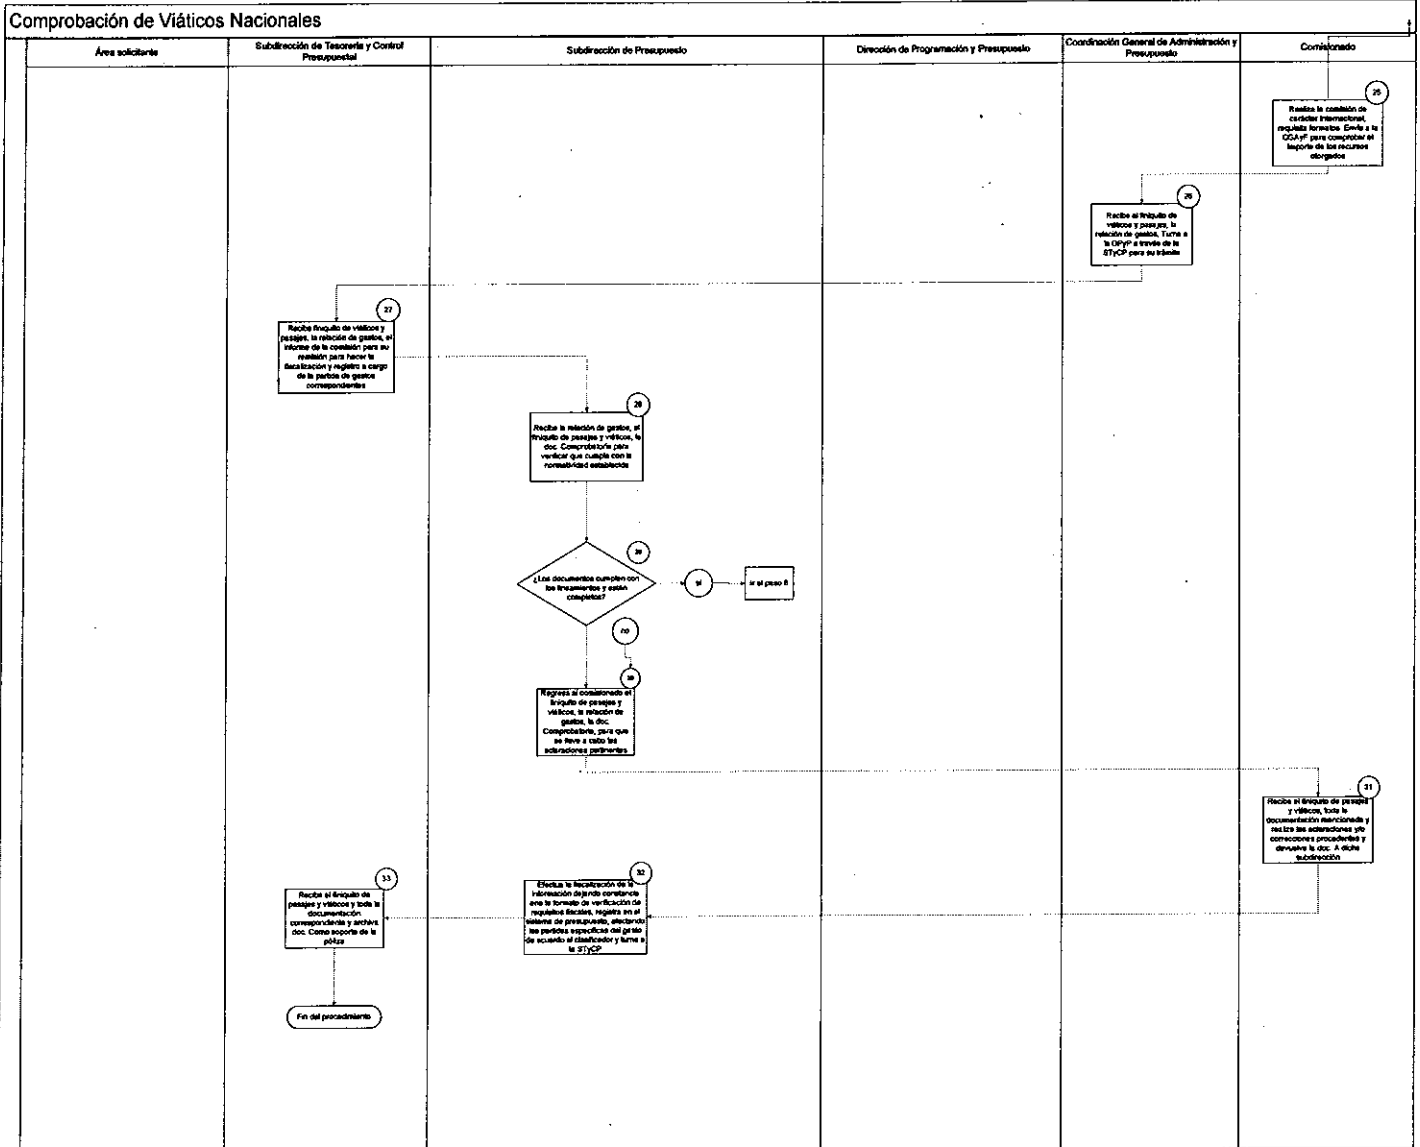 Comprobación de Viáticos Nacionales
Área solicitante
Subdirección de Tesorería y Control
Presupuestal
Subdirección de Presupuesto
Dirección de Programación y Presupuesto
Coordinación General de Administración y
Presupuesto
Comisionado
25
Realiza la comisión de
carácter internacional,
requisita formatos. Envía a la
CGAyF para comprobar el
importe de los recursos
otorgados
26
Recibe el finiquito de
viáticos y pasajes, la
relación de gastos, Turna a
la DPyP a través de la
STyCP para su trámite
27
Recibe finiquito de viáticos y
pasajes, la relación de gastos, el
informe de la comisión para su
remisión para hacer la
fiscalización y registro a cargo
de la partida de gastos
correspondientes
28
Recibe la relación de gastos, el
finiquito de pasajes y viáticos, la
doc. Comprobatoria para
verificar que cumpla con la
normatividad establecida
29
¿Los documentos cumplen con
los lineamientos y están
completos?
si
Ir al paso
no
30
Regresa al comisionado el
finiquito de pasajes y
viáticos, la relación de
gastos, la doc.
Comprobatoria, para que
se lleve a cabo las
aclaraciones pertinentes
31
Recibe el finiquito de pasajes
y viáticos, toda la
documentación mencionada y
realiza las aclaraciones y/o
correcciones procedentes y
devuelve la doc. A dicha
subdirección
32
Efectua la fiscalización de la
información dejando constancia
ene la formato de verificación de
requisitos fiscales, registra en el
sistema de presupuesto, afectando
las partidas especificas del gasto
de acuerdo al clasificador y turna a
la STyCP
33
Recibe el finiquito de
pasajes y viáticos y toda la
documentación
correspondiente y archiva
doc. Como soporte de la
póliza
Fin del procedimiento